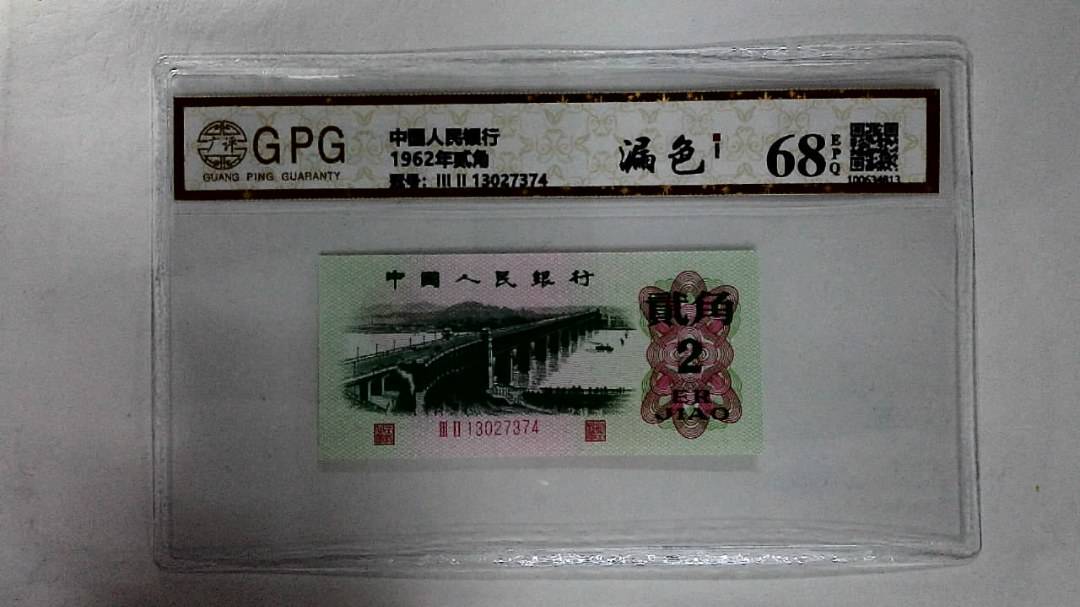 广评
GPG
GUANG PING GUARANTY
中國人民银行
1962年贰角
冠号: III II 13027374
漏色
68
EPQ
中國人民銀行
貳角
2
ER
JIAO
III II 13027374